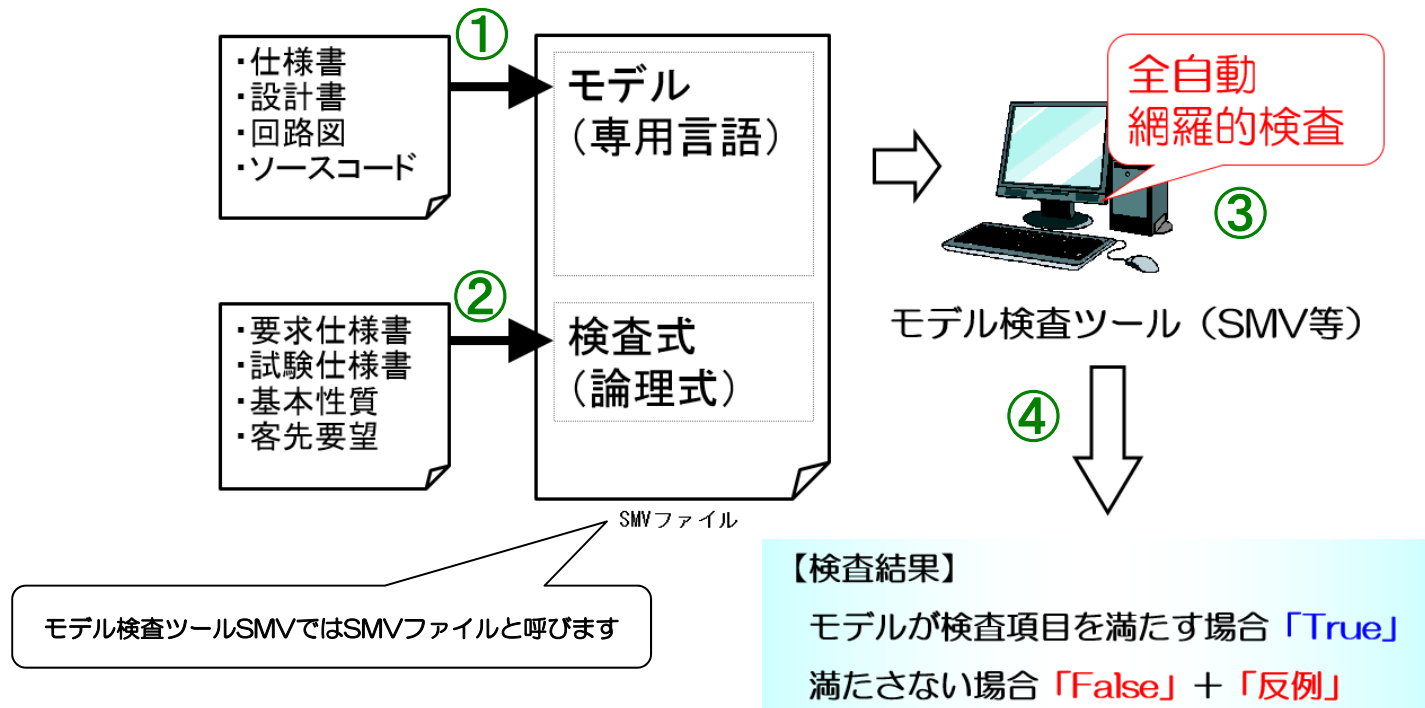 ①
・仕様書
・設計書
・回路図
・ソースコード
モデル
(専用言語)
全自動
網羅的検査
③
モデル検査ツール(SMV等)
②
・要求仕様書
・試験仕様書
・基本性質
・客先要望
検査式
(論理式)
SMVファイル
モデル検査ツールSMVではSMVファイルと呼びます
④
【検査結果】
モデルが検査項目を満たす場合「True」
満たさない場合「False」+「反例」